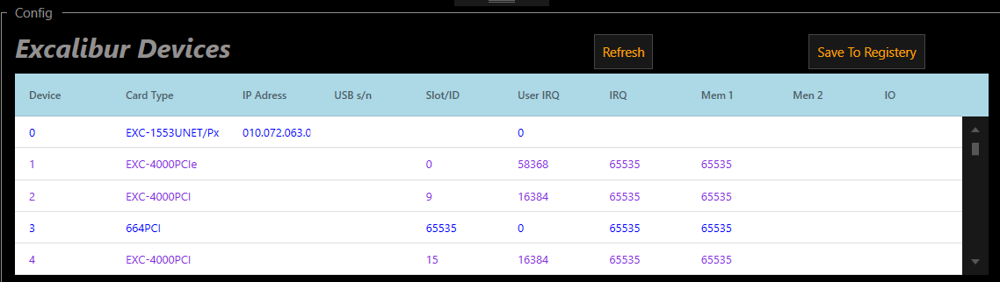 Config
Excalibur Devices Refresh Save To Registery
Device Card Type IP Adress USB s/n Slot/ID User IRQ IRQ Mem 1 Men 2 IO
0 EXC-1553UNET/Px 010.072.063.0 0
1 EXC-4000PCIe 0 58368 65535 65535
2 EXC-4000PCI 9 16384 65535 65535
3 664PCI 65535 0 65535 65535
4 EXC-4000PCI 15 16384 65535 65535